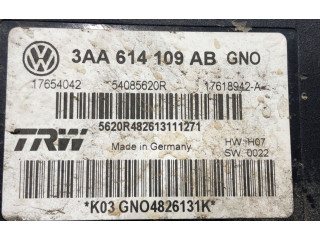 3AA 614 109 AB GNO
17654042 54085620R 17618942-A
5620R482613111271
TRW
Made in Germany
HW: H07
SW: 0022
*K03 GNO4826131K*